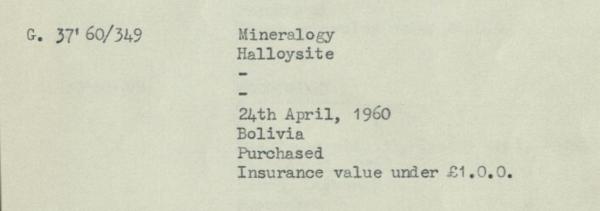 G. 37' 60/349 Mineralogy
Halloysite
-
-
24th April, 1960
Bolivia
Purchased
Insurance value under £1.0.0.